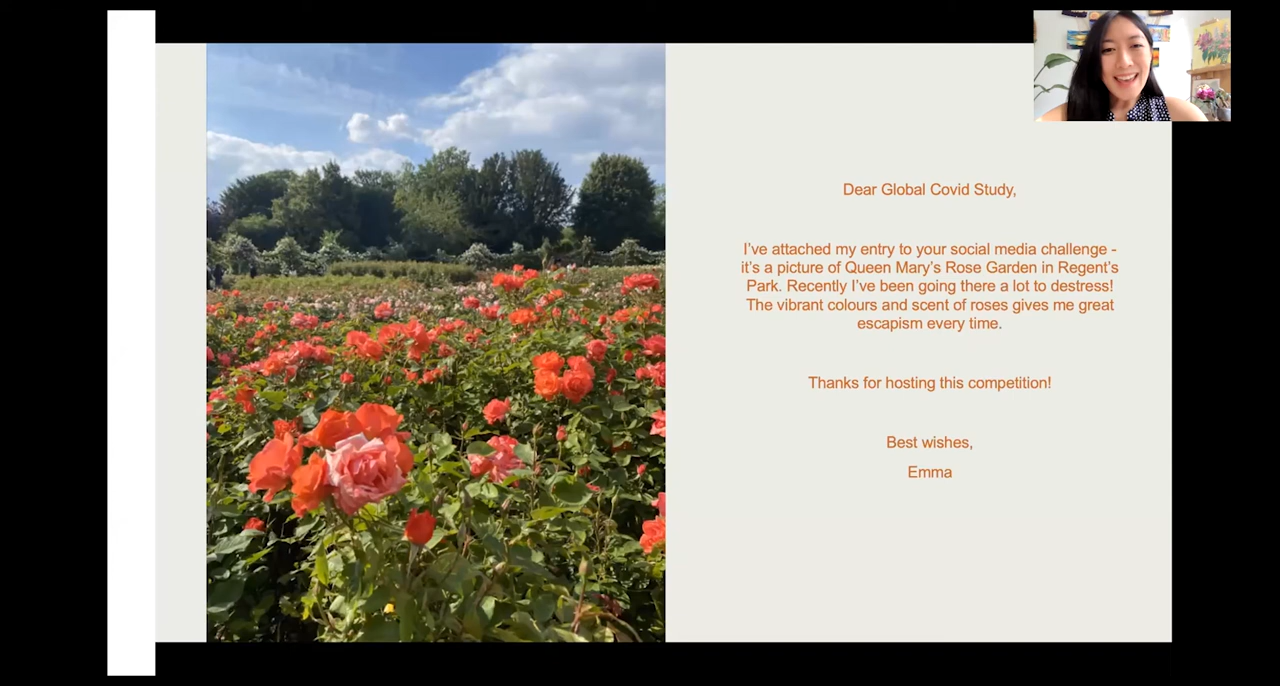 Dear Global Covid Study,
I’ve attached my entry to your social media challenge -
it’s a picture of Queen Mary’s Rose Garden in Regent’s
Park. Recently I’ve been going there a lot to destress!
The vibrant colours and scent of roses gives me great
escapism every time.
Thanks for hosting this competition!
Best wishes,
Emma